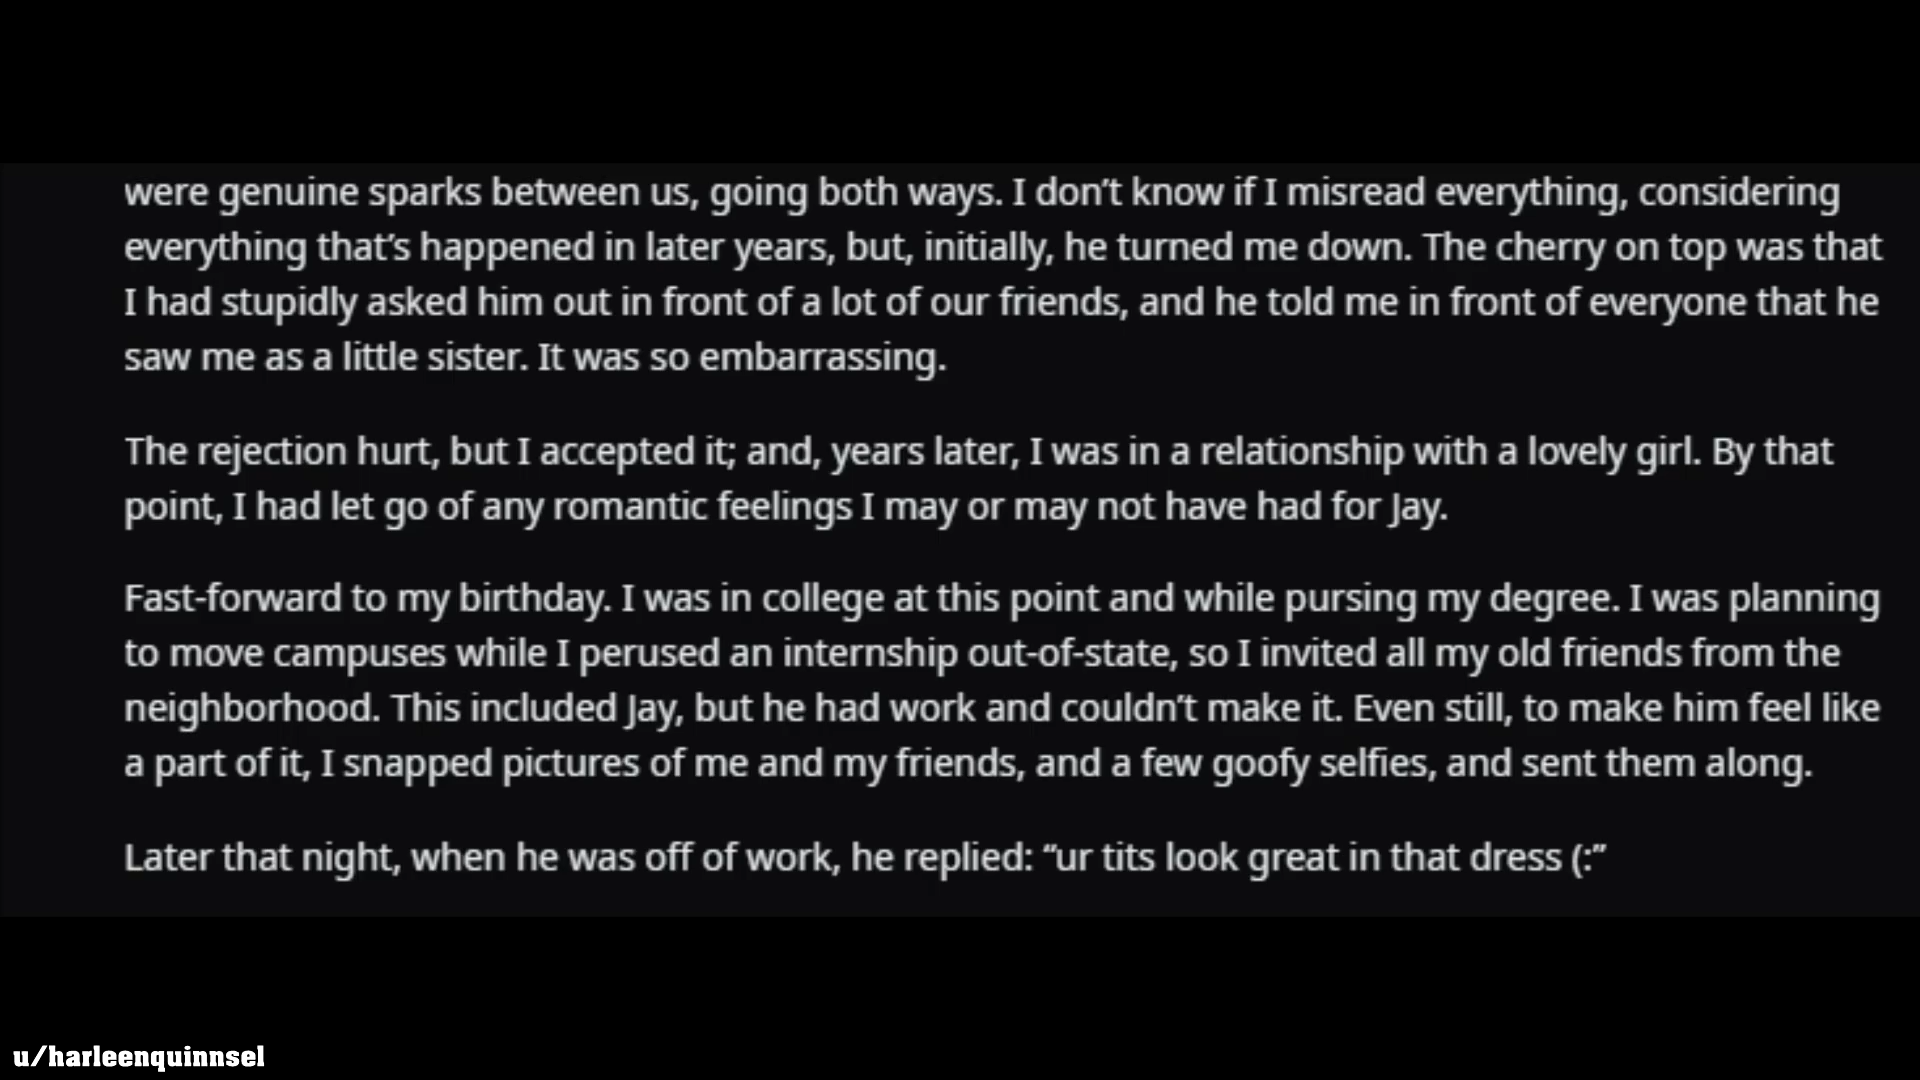 were genuine sparks between us, going both ways. I don’t know if I misread everything, considering
everything that’s happened in later years, but, initially, he turned me down. The cherry on top was that
I had stupidly asked him out in front of a lot of our friends, and he told me in front of everyone that he
saw me as a little sister. It was so embarrassing.
The rejection hurt, but I accepted it; and, years later, I was in a relationship with a lovely girl. By that
point, I had let go of any romantic feelings I may or may not have had for Jay.
Fast-forward to my birthday. I was in college at this point and while pursing my degree. I was planning
to move campuses while I perused an internship out-of-state, so I invited all my old friends from the
neighborhood. This included Jay, but he had work and couldn’t make it. Even still, to make him feel like
a part of it, I snapped pictures of me and my friends, and a few goofy selfies, and sent them along.
Later that night, when he was off of work, he replied: “ur tits look great in that dress (:”
u/harleenquinnsel